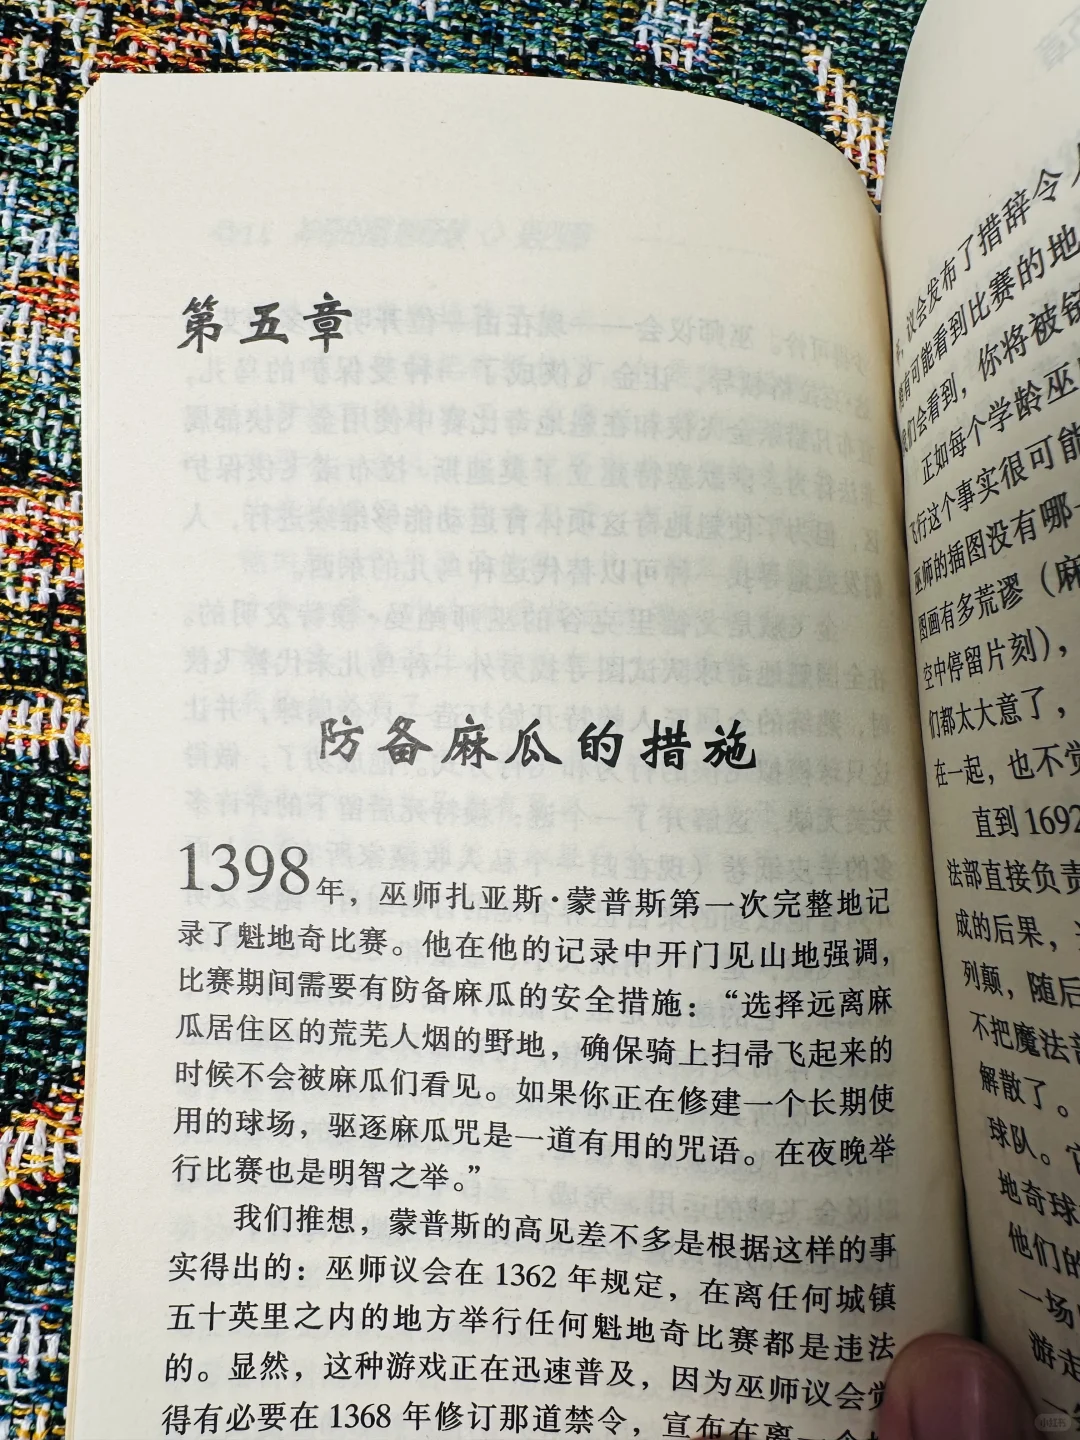 第五章
防备麻瓜的措施
1398年，巫师扎亚斯·蒙普斯第一次完整地记
录了魁地奇比赛。他在他的记录中开门见山地强调，
比赛期间需要有防备麻瓜的安全措施：“选择远离麻
瓜居住区的荒芜人烟的野地，确保骑上扫帚飞起来的
时候不会被麻瓜们看见。如果你正在修建一个长期使
用的球场，驱逐麻瓜咒是一道有用的咒语。在夜晚举
行比赛也是明智之举。”
我们推想，蒙普斯的高见差不多是根据这样的事
实得出的：巫师议会在1362年规定，在离任何城镇
五十英里之内的地方举行任何魁地奇比赛都是违法
的。显然，这种游戏正在迅速普及，因为巫师议会觉
得有必要在1368年修订那道禁令，宣布在离一个
议会发布了措辞令
有可能看到比赛的地
我们会看到，你将被锁
正如每个学龄巫
飞行这个事实很可能
巫师的插图没有哪
图画有多荒谬（麻
空中停留片刻），
们都太大意了，
在一起，也不觉
直到1692
法部直接负责
成的后果，
列颠，随后
不把魔法部
解散了。
球队。它
地奇球
他们的
一场
游走
小红书